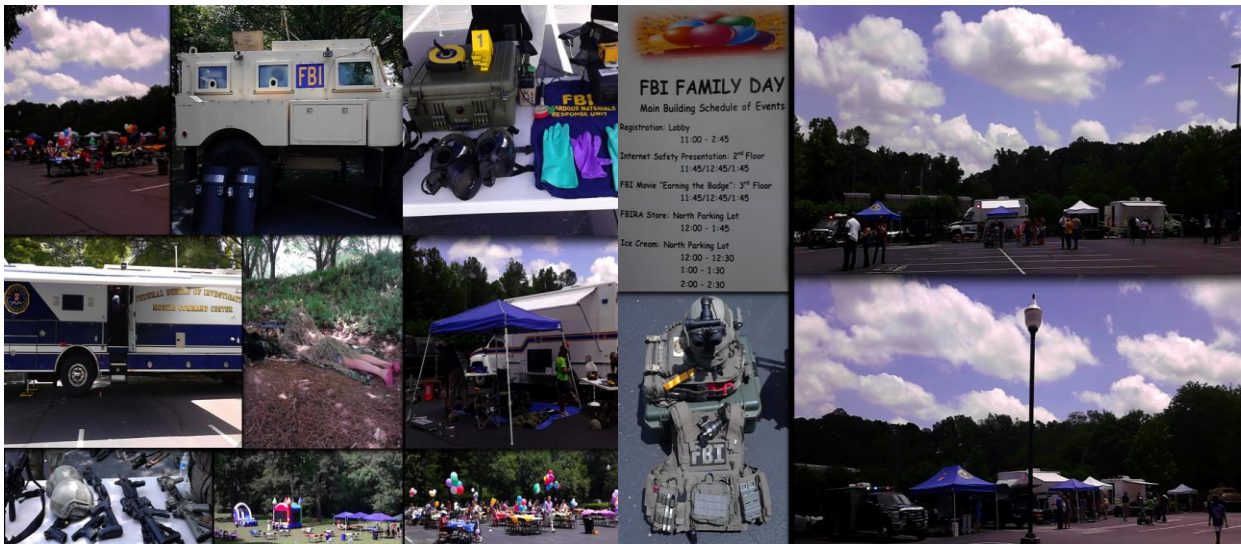 FBI
1
FBI
HAZARDOUS MATERIALS
RESPONSE UNIT
FBI FAMILY DAY
Main Building Schedule of Events
Registration: Lobby
11:00 - 2:45
Internet Safety Presentation: 2nd Floor
11:45/12:45/1:45
FBI Movie "Earning the Badge": 3rd Floor
11:45/12:45/1:45
FBIRA Store: North Parking Lot
12:00 - 1:45
Ice Cream: North Parking Lot
12:00 - 12:30
1:00 - 1:30
2:00 - 2:30
FEDERAL BUREAU OF INVESTIGATI
MOBILE COMMAND CENTER
FBI